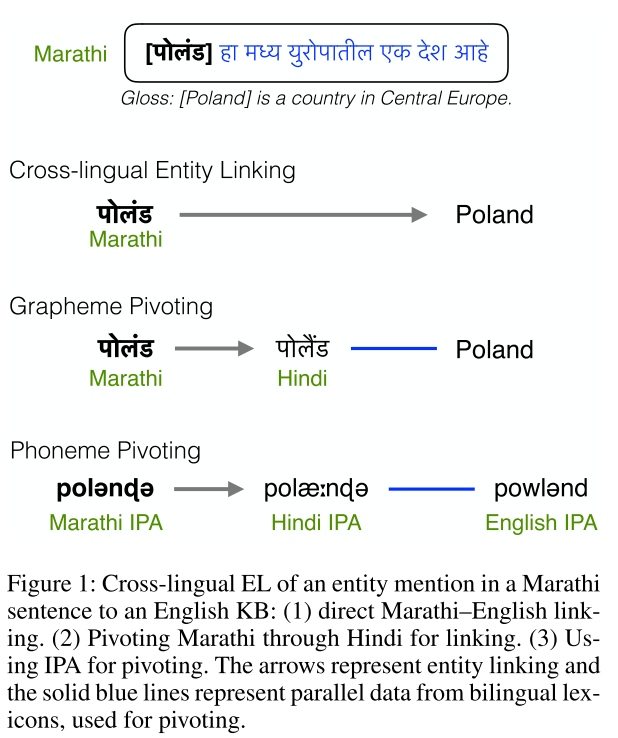 Marathi
[पोलंड] हा मध्य युरोपातील एक देश आहे
Gloss: [Poland] is a country in Central Europe.
Cross-lingual Entity Linking
पोलंड Poland
Marathi
Grapheme Pivoting
पोलंड पोलैंड Poland
Marathi Hindi
Phoneme Pivoting
polənɖə polæːnɖə powlənd
Marathi IPA Hindi IPA English IPA
Figure 1: Cross-lingual EL of an entity mention in a Marathi
sentence to an English KB: (1) direct Marathi–English link-
ing. (2) Pivoting Marathi through Hindi for linking. (3) Us-
ing IPA for pivoting. The arrows represent entity linking and
the solid blue lines represent parallel data from bilingual lex-
icons, used for pivoting.